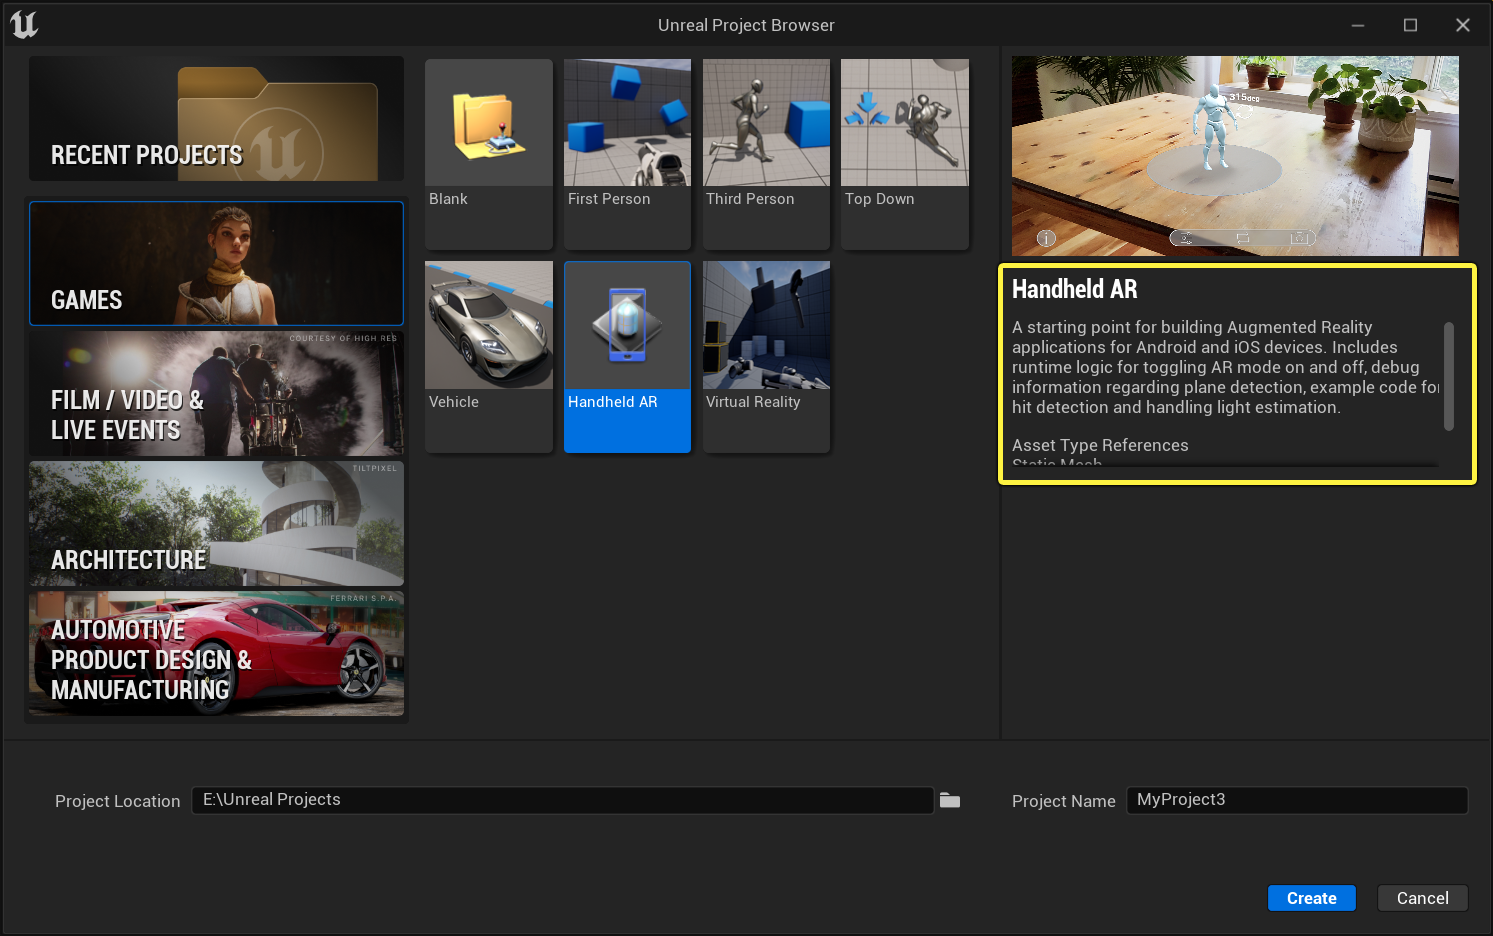 Unreal Project Browser
RECENT PROJECTS
GAMES
COURTESY OF HIGH RES
FILM / VIDEO &
LIVE EVENTS
TILTPIXEL
ARCHITECTURE
FERRARI S.P.A.
AUTOMOTIVE
PRODUCT DESIGN &
MANUFACTURING
Blank
First Person
Third Person
Top Down
Vehicle
Handheld AR
Virtual Reality
315deg
Handheld AR
A starting point for building Augmented Reality
applications for Android and iOS devices. Includes
runtime logic for toggling AR mode on and off, debug
information regarding plane detection, example code for
hit detection and handling light estimation.
Asset Type References
Static Mesh
Project Location
E:\Unreal Projects
Project Name
MyProject3
Create
Cancel